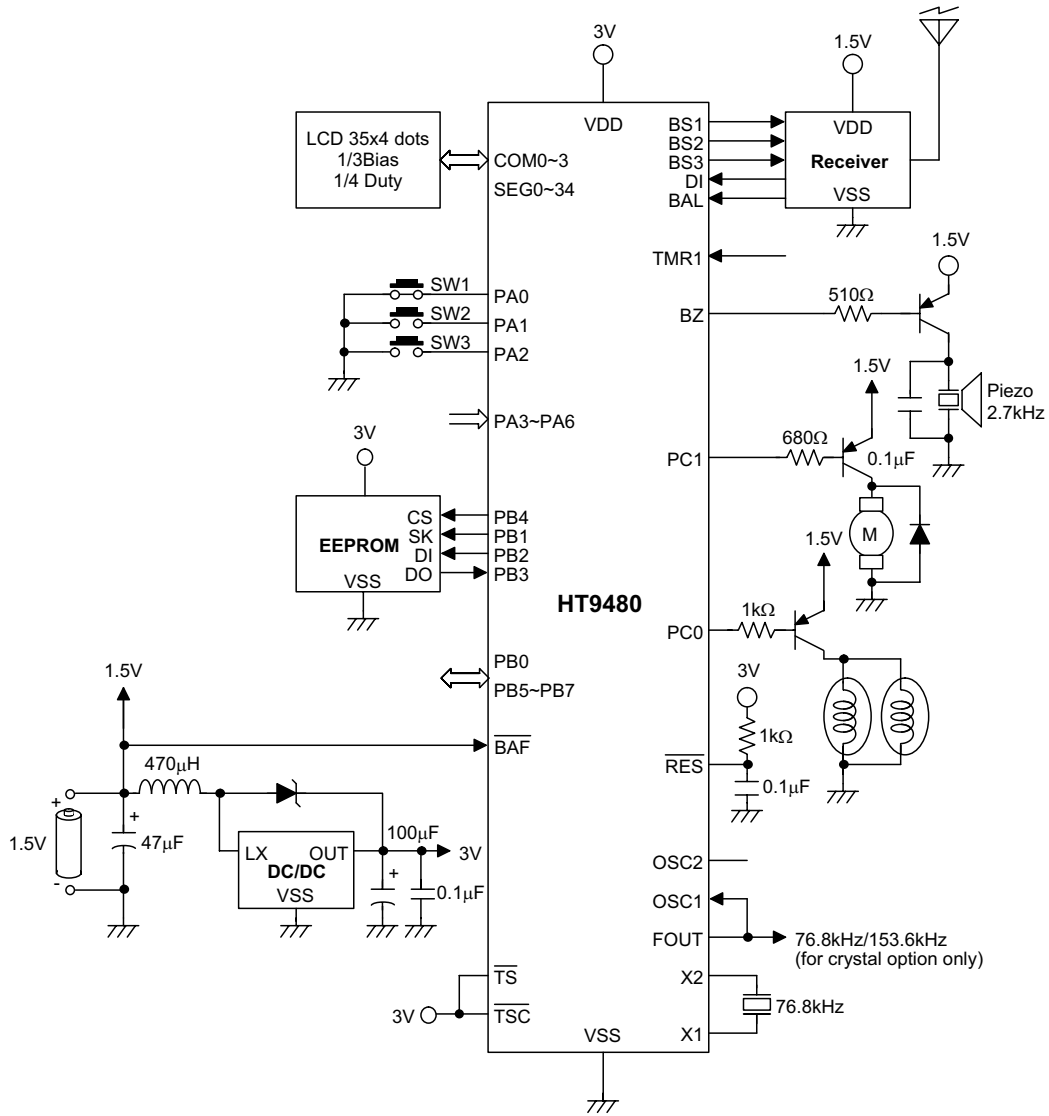 3V
VDD
LCD 35x4 dots
1/3Bias
1/4 Duty
COM0~3
SEG0~34
BS1
BS2
BS3
DI
BAL
1.5V
VDD
Receiver
VSS
TMR1
SW1
PA0
SW2
PA1
SW3
PA2
BZ
510Ω
1.5V
Piezo
2.7kHz
PA3~PA6
PC1
680Ω
1.5V
0.1μF
M
3V
EEPROM
CS
SK
DI
DO
VSS
PB4
PB1
PB2
PB3
HT9480
PC0
1kΩ
1.5V
PB0
PB5~PB7
1.5V
BAF
3V
1kΩ
RES
0.1μF
470μH
+
1.5V
-
+
47μF
LX
OUT
DC/DC
VSS
100μF
+
3V
0.1μF
OSC2
OSC1
FOUT
76.8kHz/153.6kHz
(for crystal option only)
TS
3V
TSC
X2
76.8kHz
X1
VSS